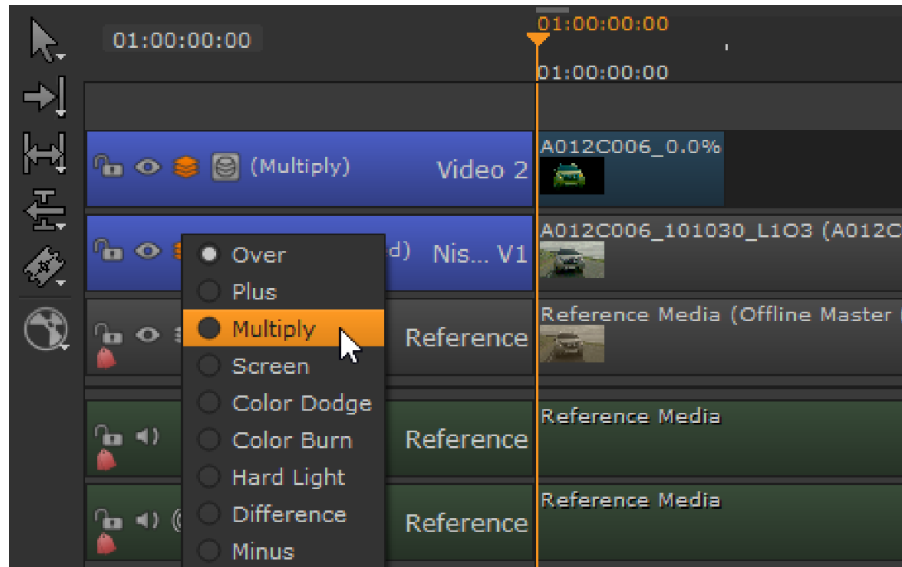 01:00:00:00
01:00:00:00
01:00:00:00
(Multiply) Video 2
A012C006_0.0%
d) Nis... V1
A012C006_101030_L1O3 (A012C
Reference
Reference Media (Offline Master
Reference
Reference Media
Reference
Reference Media
Over
Plus
Multiply
Screen
Color Dodge
Color Burn
Hard Light
Difference
Minus